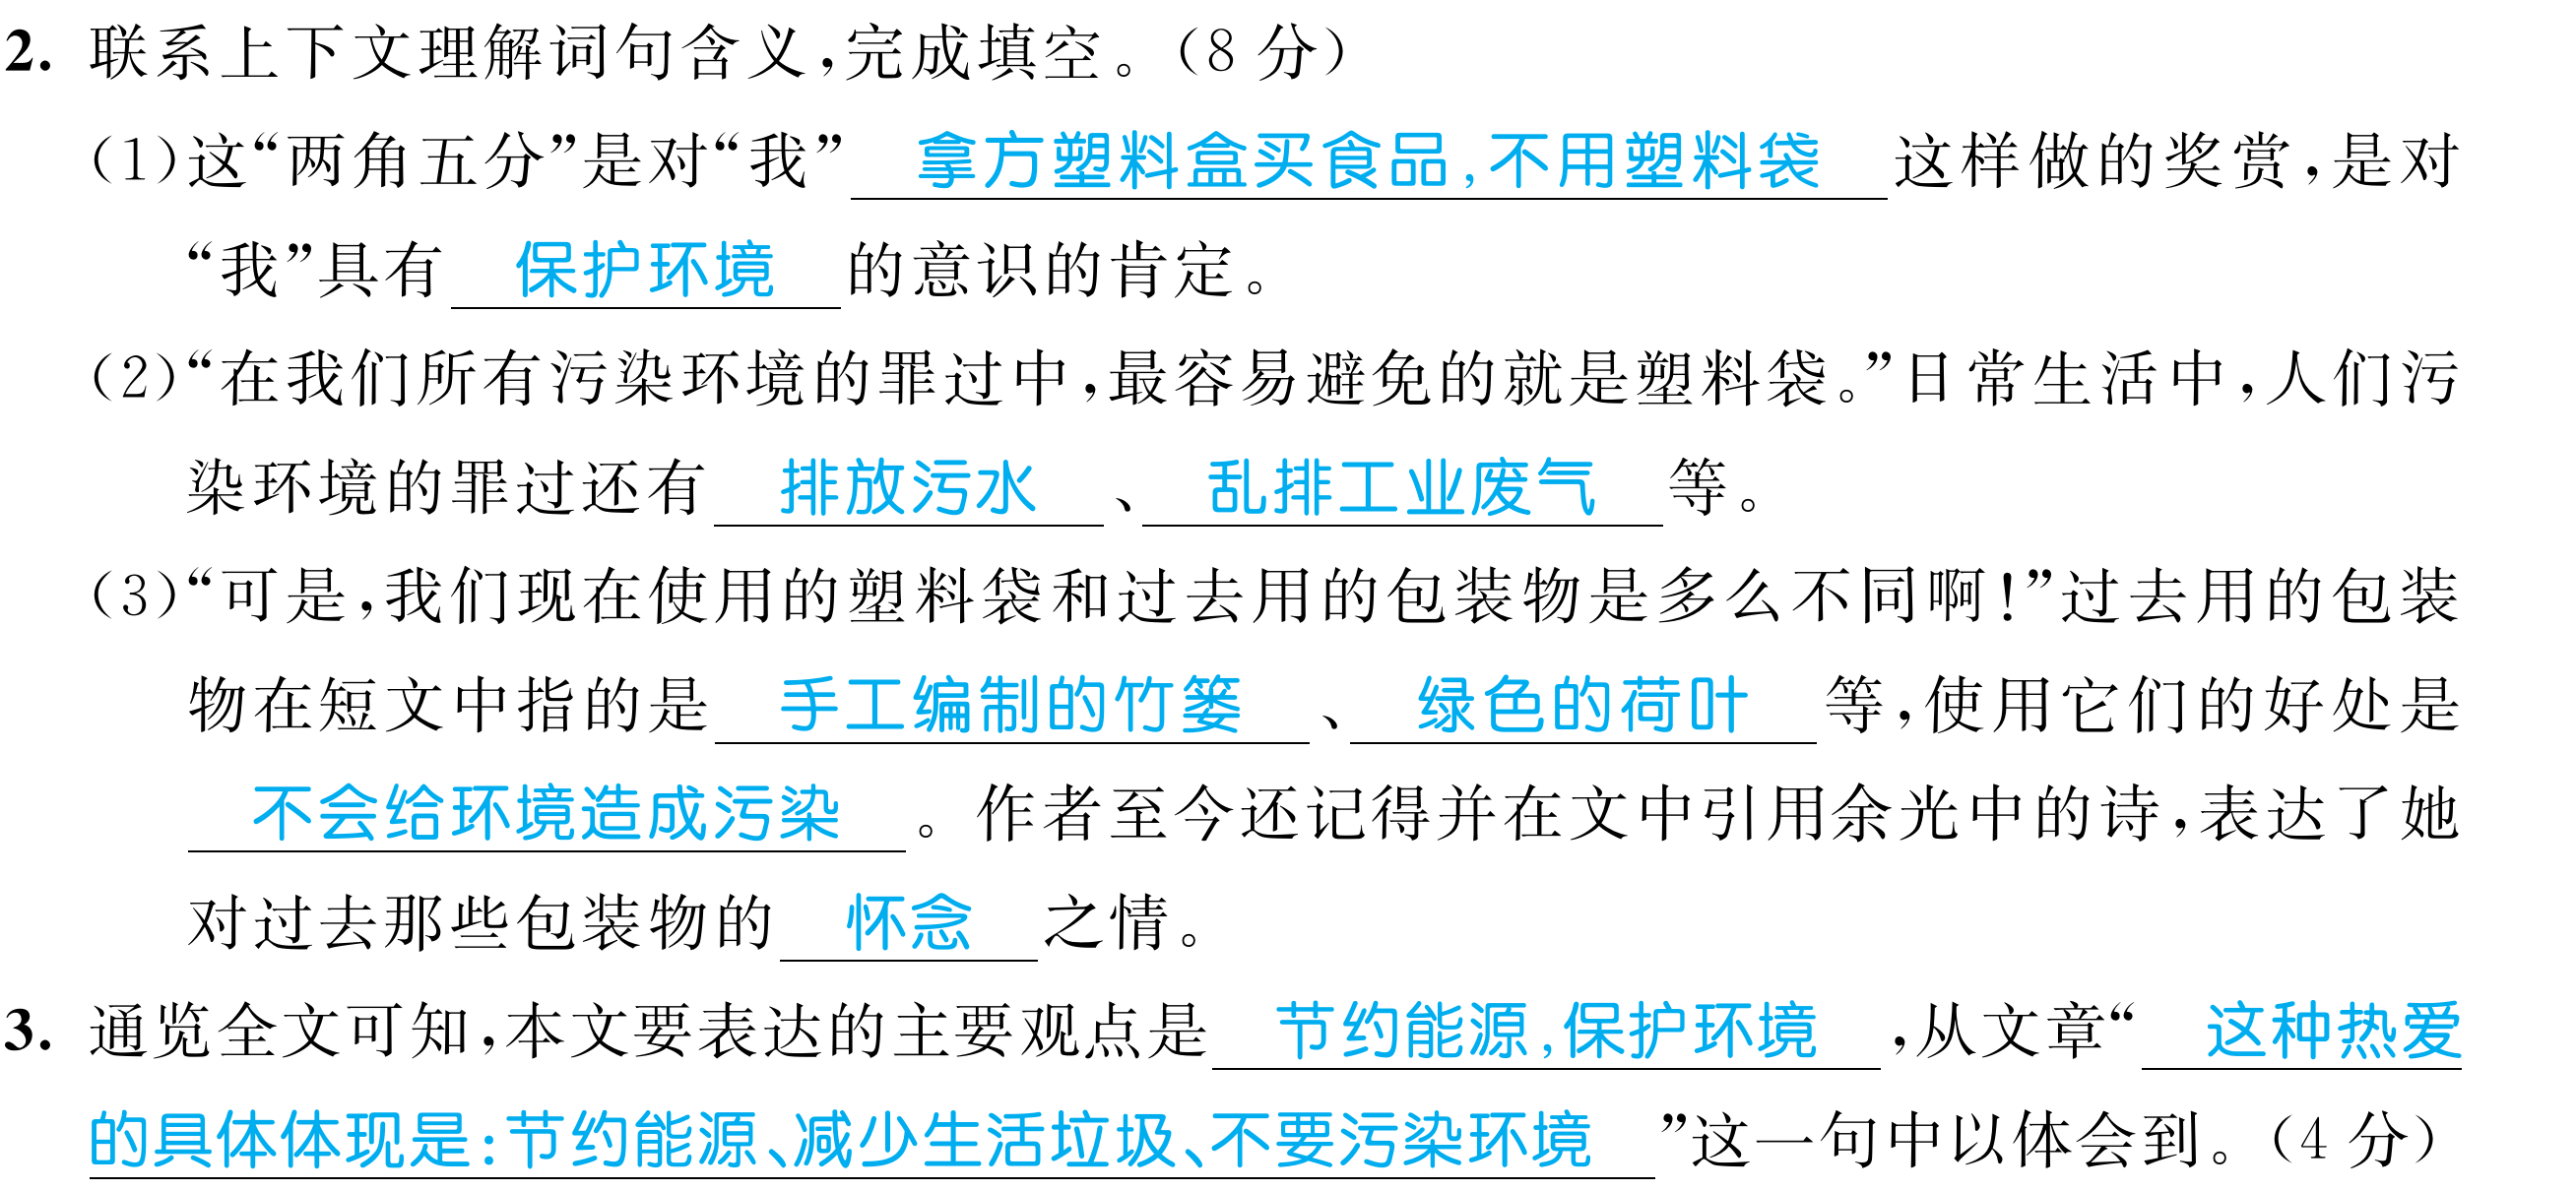 2. 联系上下文理解词句含义,完成填空。(8 分)
(1)这“两角五分”是对“我” 拿方塑料盒买食品,不用塑料袋 这样做的奖赏,是对
“我”具有 保护环境 的意识的肯定。
(2)“在我们所有污染环境的罪过中,最容易避免的就是塑料袋。”日常生活中,人们污
染环境的罪过还有 排放污水 、 乱排工业废气 等。
(3)“可是,我们现在使用的塑料袋和过去用的包装物是多么不同啊!”过去用的包装
物在短文中指的是 手工编制的竹篓 、 绿色的荷叶 等,使用它们的好处是
不会给环境造成污染 。作者至今还记得并在文中引用余光中的诗,表达了她
对过去那些包装物的 怀念 之情。
3. 通览全文可知,本文要表达的主要观点是 节约能源,保护环境 ,从文章“ 这种热爱
的具体体现是:节约能源、减少生活垃圾、不要污染环境 ”这一句中以体会到。(4 分)